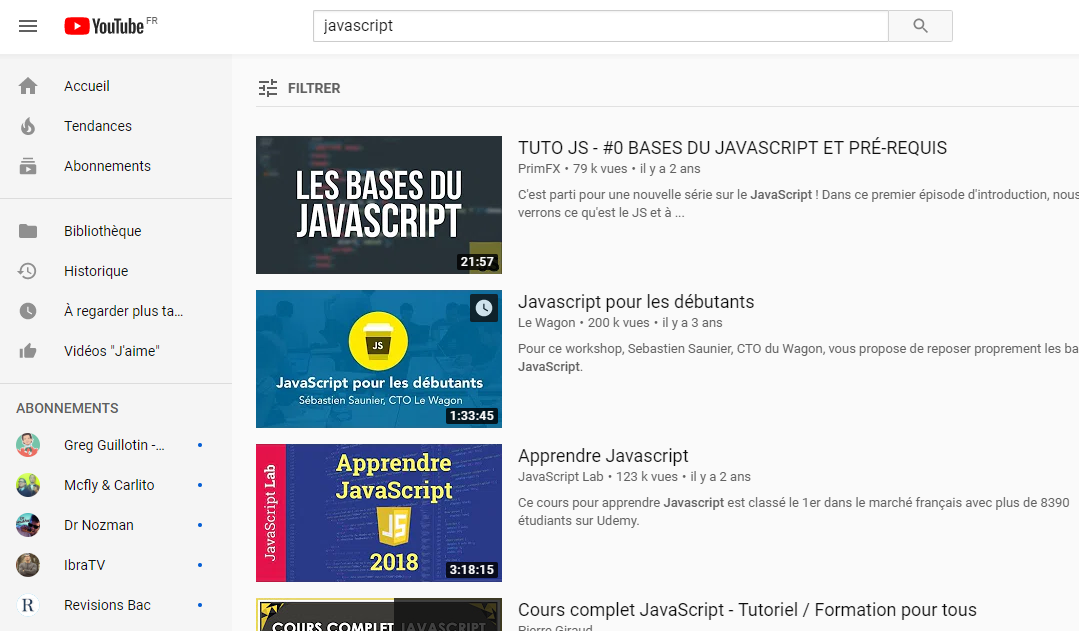 YouTube FR
javascript
Accueil
Tendances
Abonnements
Bibliothèque
Historique
À regarder plus ta...
Vidéos "J'aime"
ABONNEMENTS
Greg Guillotin -...
Mcfly & Carlito
Dr Nozman
IbraTV
R
Revisions Bac
FILTRER
LES BASES DU
JAVASCRIPT
21:57
TUTO JS - #0 BASES DU JAVASCRIPT ET PRÉ-REQUIS
PrimFX • 79 k vues • il y a 2 ans
C'est parti pour une nouvelle série sur le JavaScript ! Dans ce premier épisode d'introduction, nous
verrons ce qu'est le JS et à ...
JS
JavaScript pour les débutants
Sébastien Saunier, CTO Le Wagon
1:33:45
Javascript pour les débutants
Le Wagon • 200 k vues • il y a 3 ans
Pour ce workshop, Sebastien Saunier, CTO du Wagon, vous propose de reposer proprement les ba
JavaScript.
JavaScript Lab
Apprendre
JavaScript
JS
2018
3:18:15
Apprendre Javascript
JavaScript Lab • 123 k vues • il y a 2 ans
Ce cours pour apprendre Javascript est classé le 1er dans le marché français avec plus de 8390
étudiants sur Udemy.
COURS COMPLET JAVASCRIPT
Cours complet JavaScript - Tutoriel / Formation pour tous
Pierre Giraud